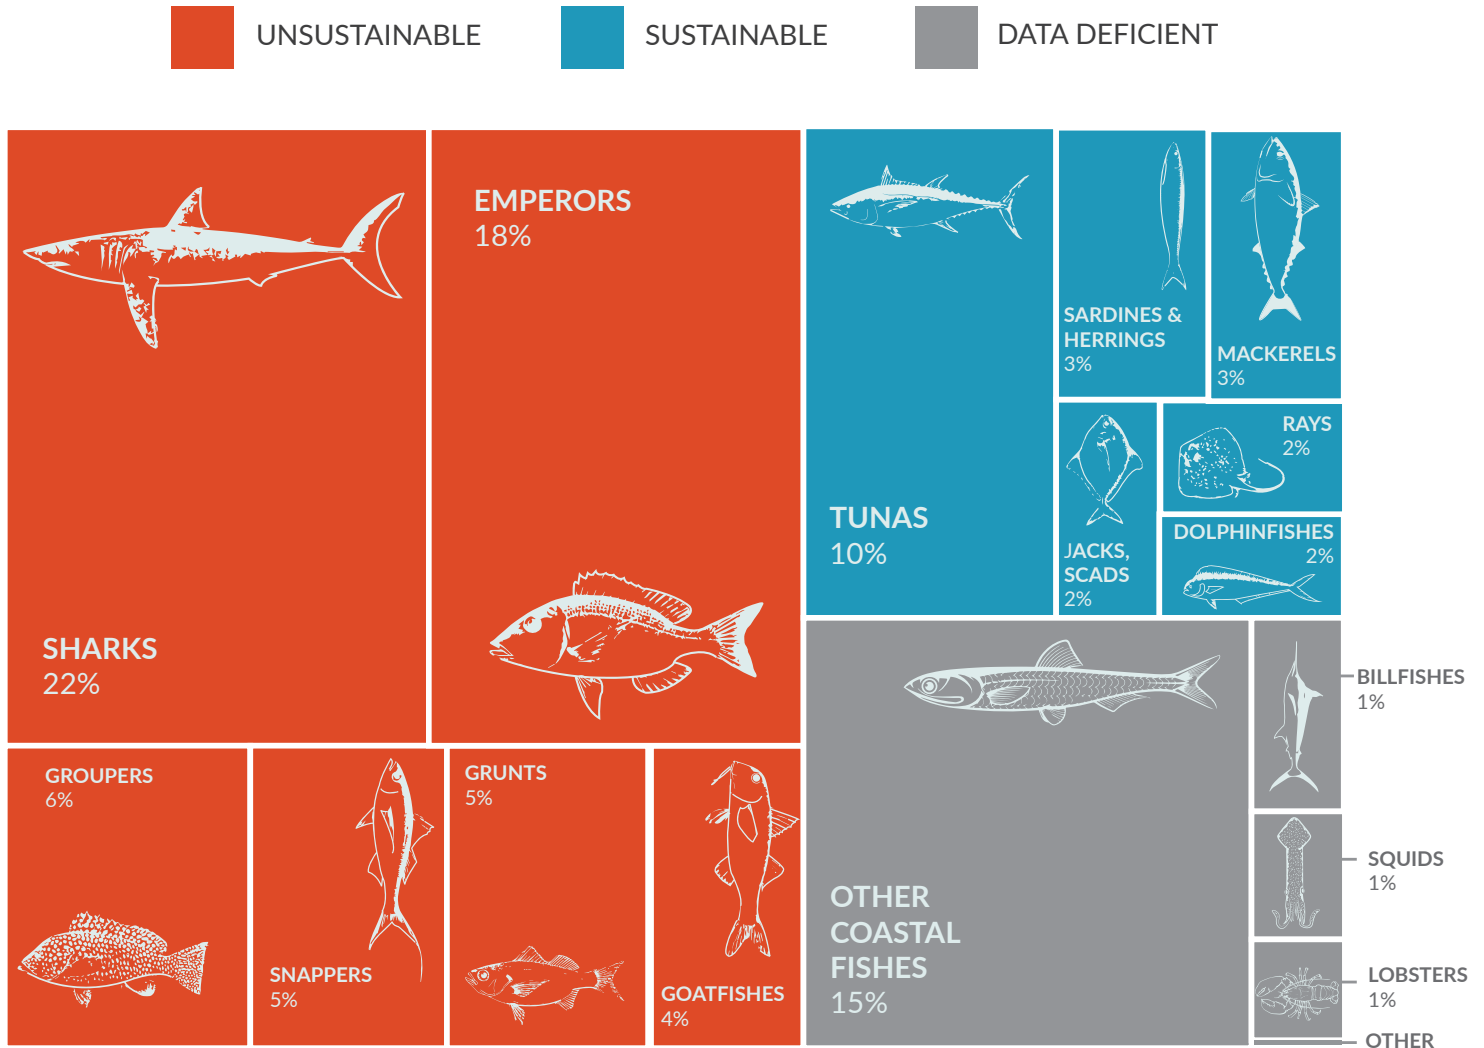 UNSUSTAINABLE
SUSTAINABLE
DATA DEFICIENT
SHARKS
22%
EMPERORS
18%
GROUPERS
6%
SNAPPERS
5%
GRUNTS
5%
GOATFISHES
4%
TUNAS
10%
SARDINES &
HERRINGS
3%
MACKERELS
3%
JACKS,
SCADS
2%
RAYS
2%
DOLPHINFISHES
2%
OTHER
COASTAL
FISHES
15%
BILLFISHES
1%
SQUIDS
1%
LOBSTERS
1%
OTHER